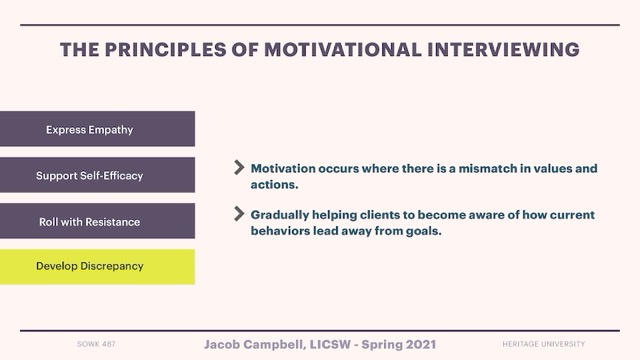 THE PRINCIPLES OF MOTIVATIONAL INTERVIEWING
Express Empathy
Support Self-Efficacy
Roll with Resistance
Develop Discrepancy
Motivation occurs where there is a mismatch in values and
actions.
Gradually helping clients to become aware of how current
behaviors lead away from goals.
SOWK 487
Jacob Campbell, LICSW - Spring 2021
HERITAGE UNIVERSITY